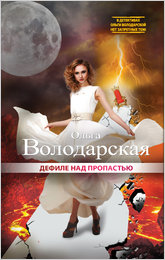 В ДЕТЕКТИВАХ
ОЛЬГИ ВОЛОДАРСКОЙ
НЕТ ЗАПРЕТНЫХ ТЕМ!
Ольга
Володарская
ДЕФИЛЕ НАД ПРОПАСТЬЮ